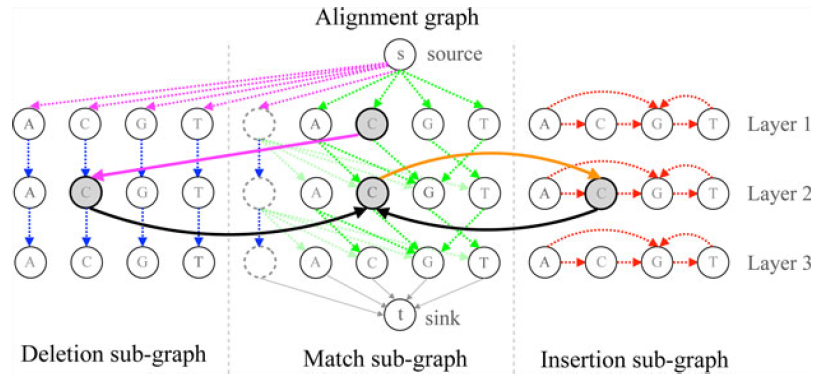 Alignment graph
s source
A C G T A C G T A C G T Layer 1
A C G T A C G T A C G T Layer 2
A C G T A C G T A C G T Layer 3
t sink
Deletion sub-graph Match sub-graph Insertion sub-graph